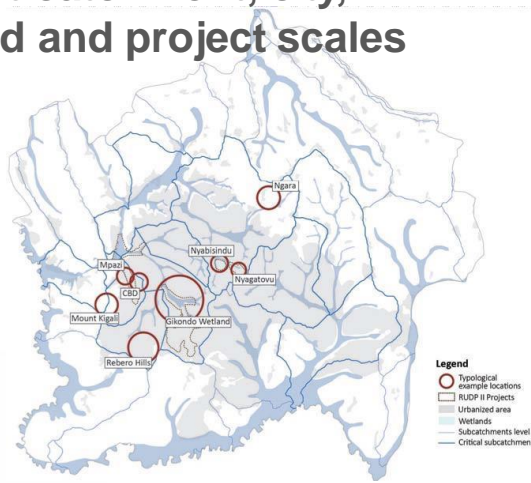 d and project scales
Ngara
Nyabisindu
Mpazi
Nyagatovu
CBD
Mount Kigali
Gikondo Wetland
Rebero Hills
Legend
Typological
example locations
RUDP II Projects
Urbanized area
Wetlands
Subcatchments level
Critical subcatchmen